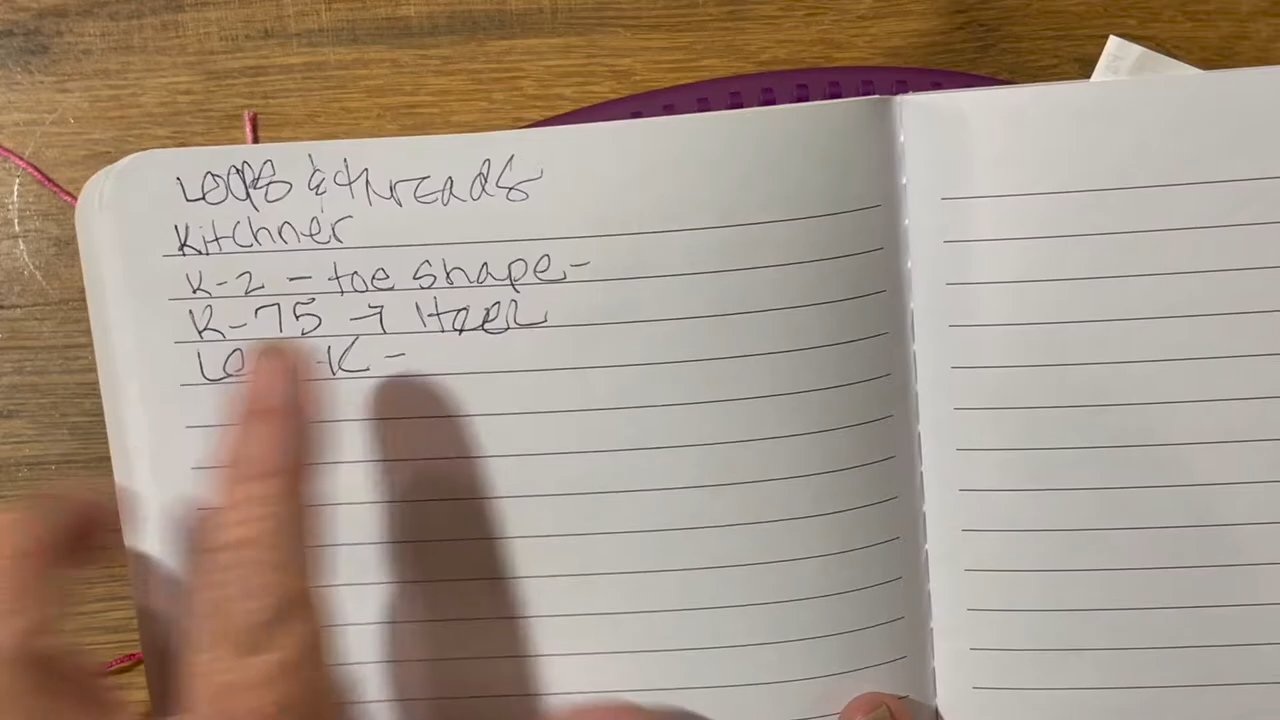 Loops & threads
Kitchner
K-2 - toe shape-
K-75 → Heel
K -